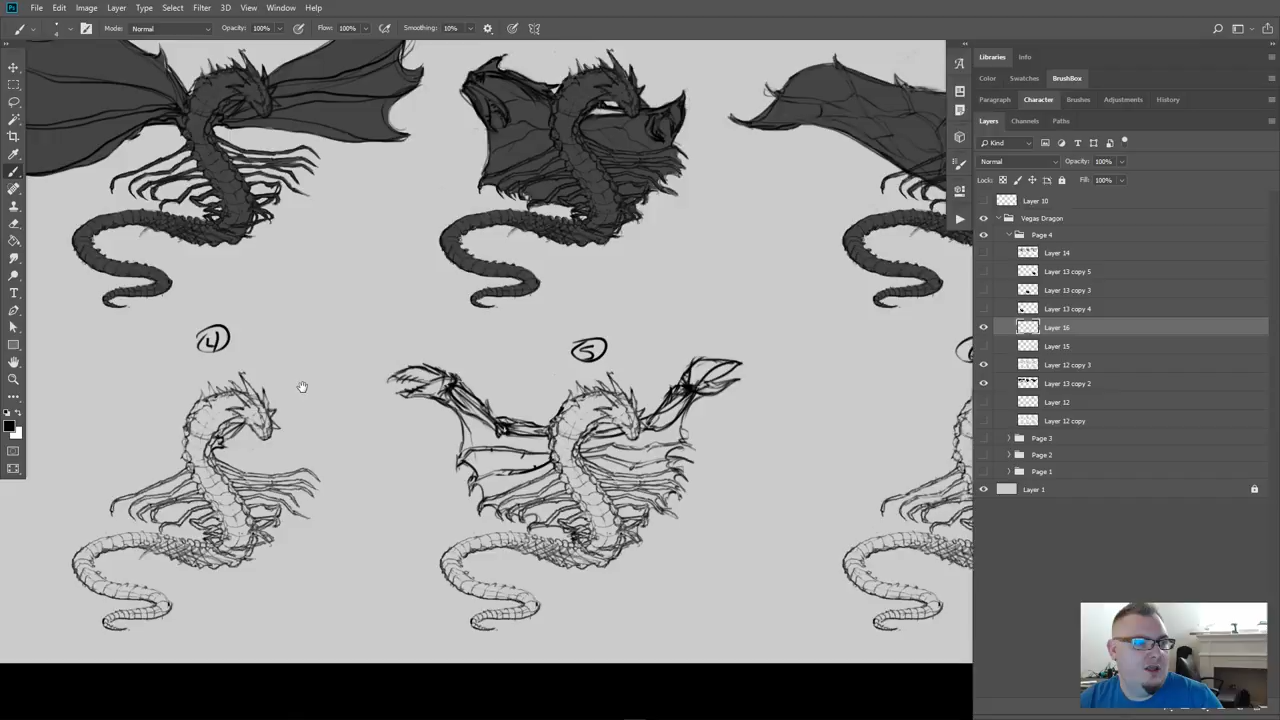 Ps File Edit Image Layer Type Select Filter 3D View Window Help
4 Mode: Normal Opacity: 100% Flow: 100% Smoothing: 10%
Libraries Info
Color Swatches BrushBox
Paragraph Character Brushes Adjustments History
Layers Channels Paths
Kind
Normal Opacity: 100%
Lock: Fill: 100%
Layer 10
Vegas Dragon
Page 4
Layer 14
Layer 13 copy 5
Layer 13 copy 3
Layer 13 copy 4
Layer 16
Layer 15
Layer 12 copy 3
Layer 13 copy 2
Layer 12
Layer 12 copy
Page 3
Page 2
Page 1
Layer 1
4 5